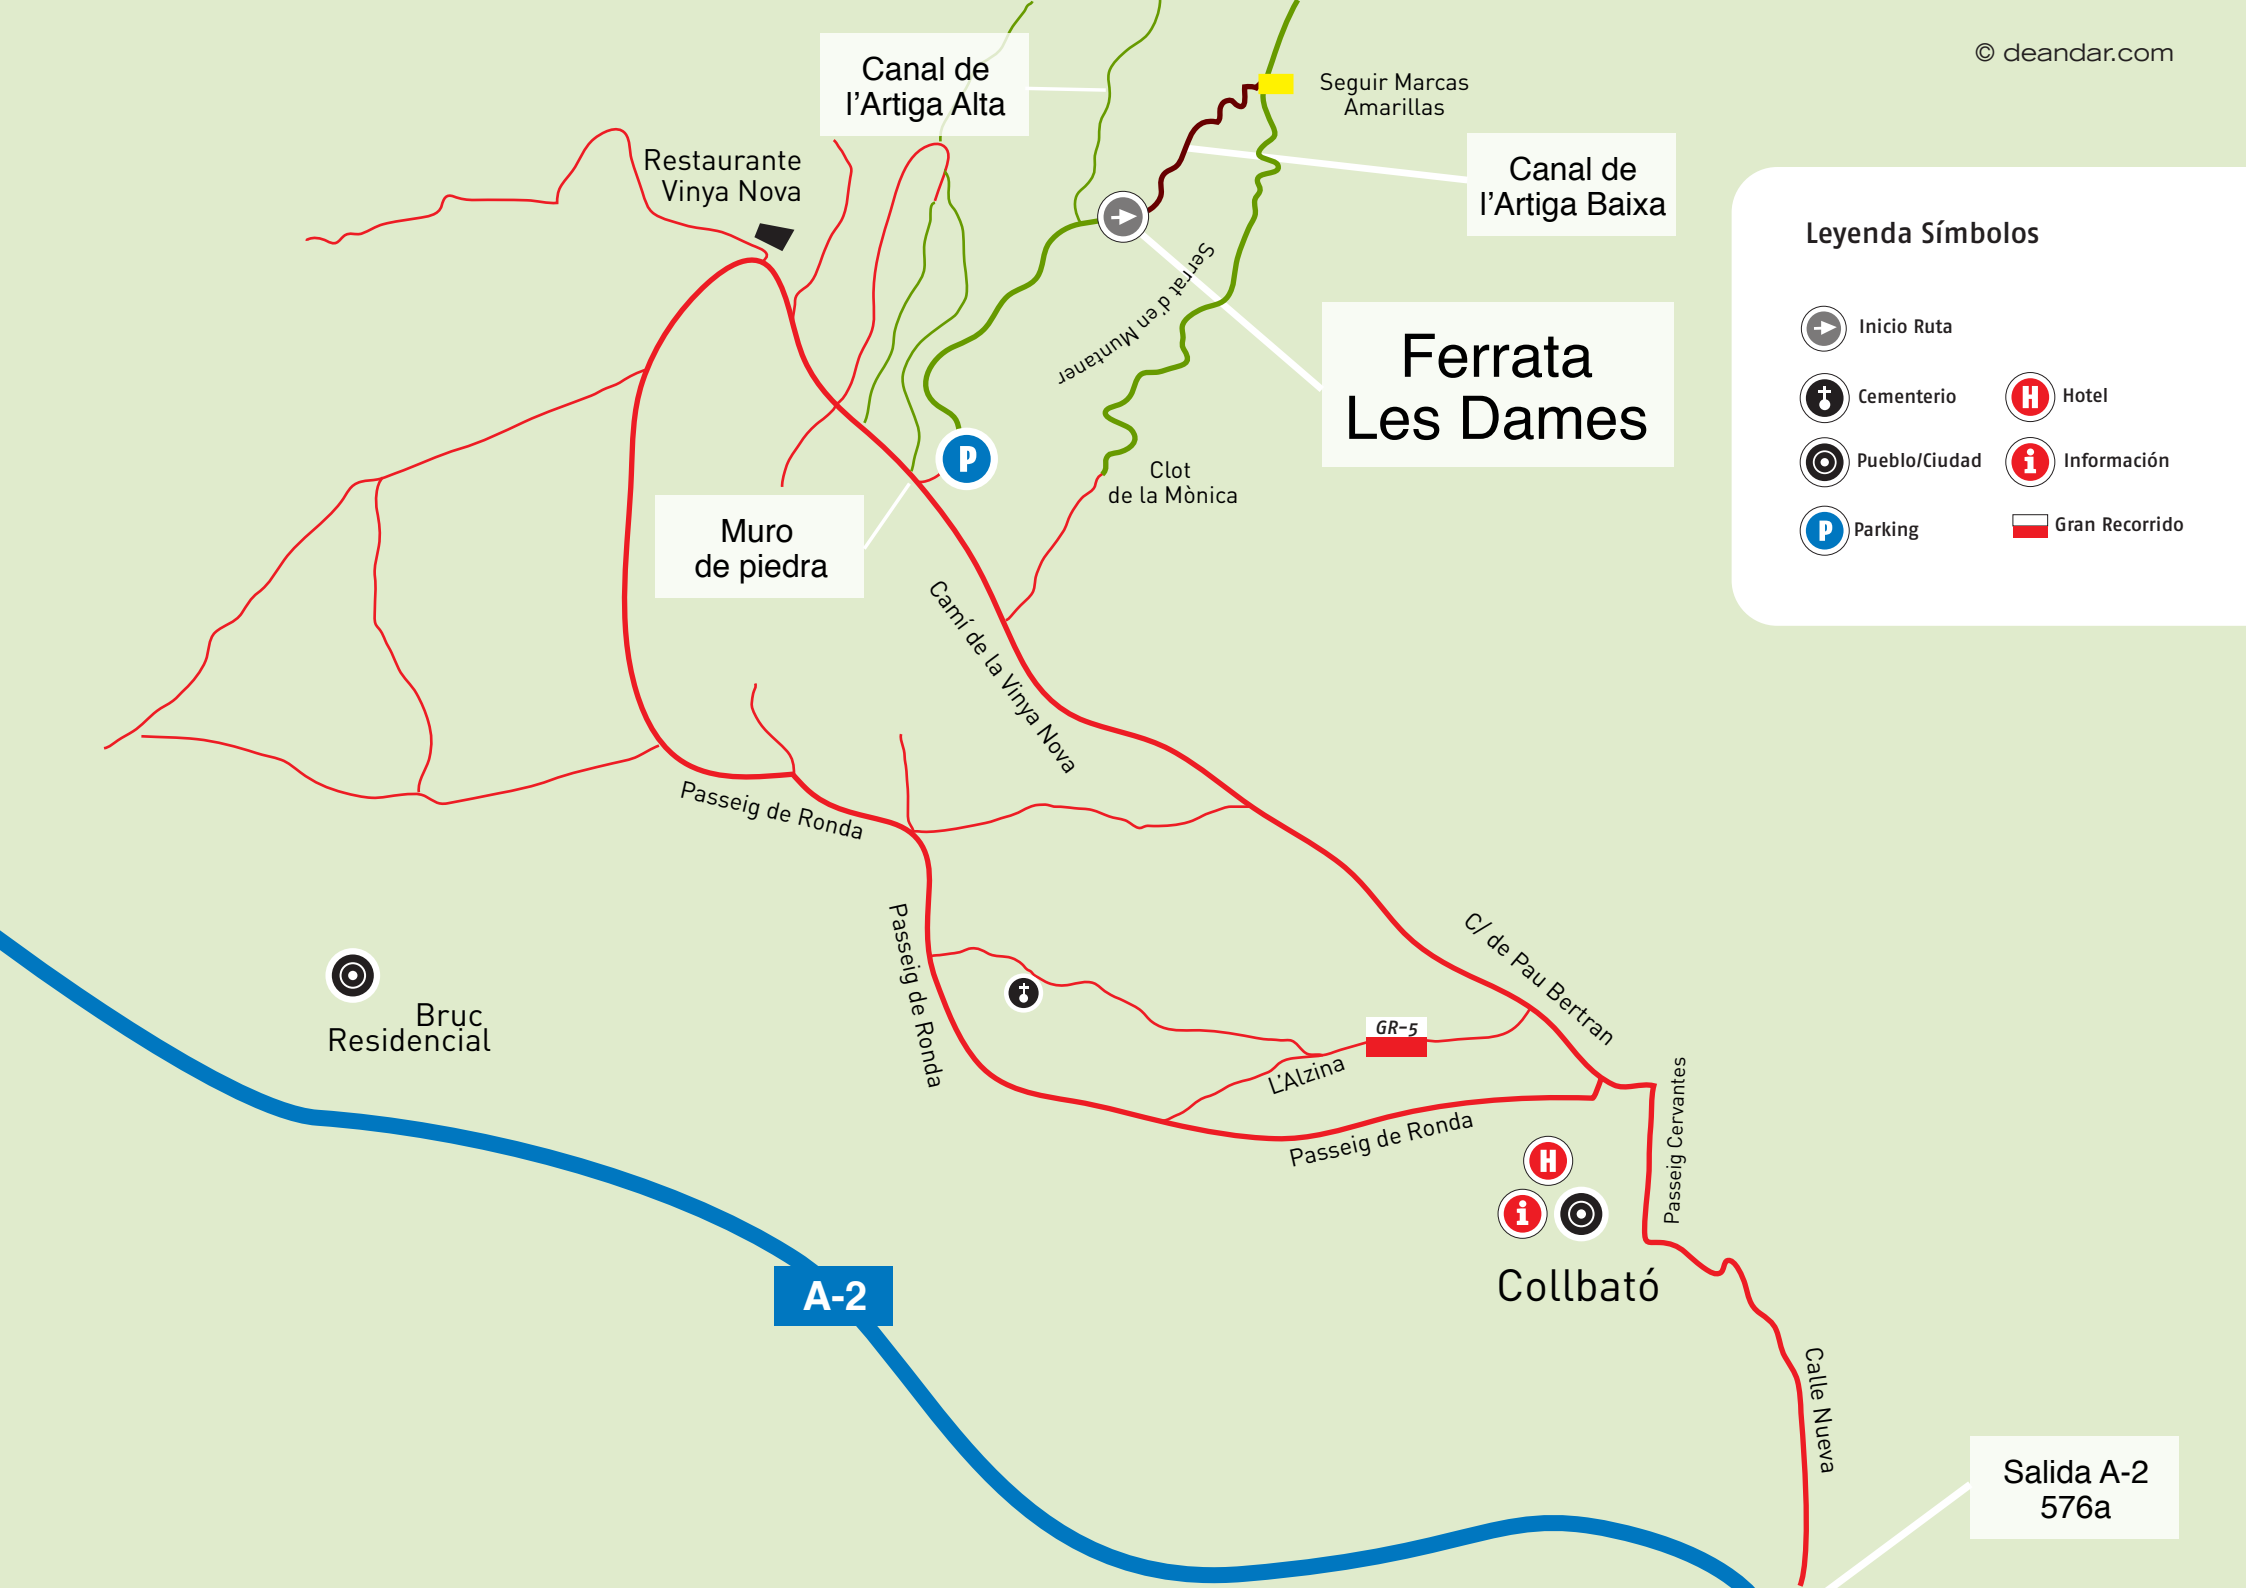 © deandar.com
Canal de
l'Artiga Alta
Seguir Marcas
Amarillas
Restaurante
Vinya Nova
Canal de
l'Artiga Baixa
Leyenda Símbolos
Inicio Ruta
Cementerio
H
Hotel
Pueblo/Ciudad
i
Información
P
Parking
Gran Recorrido
Serrat d'en Muntaner
Ferrata
Les Dames
P
Clot
de la Mònica
Muro
de piedra
Camí de la Vinya Nova
Passeig de Ronda
Passeig de Ronda
C/ de Pau Bertran
Bruc
Residencial
GR-5
L'Alzina
Passeig de Ronda
Passeig Cervantes
H
i
Collbató
A-2
Calle Nueva
Salida A-2
576a